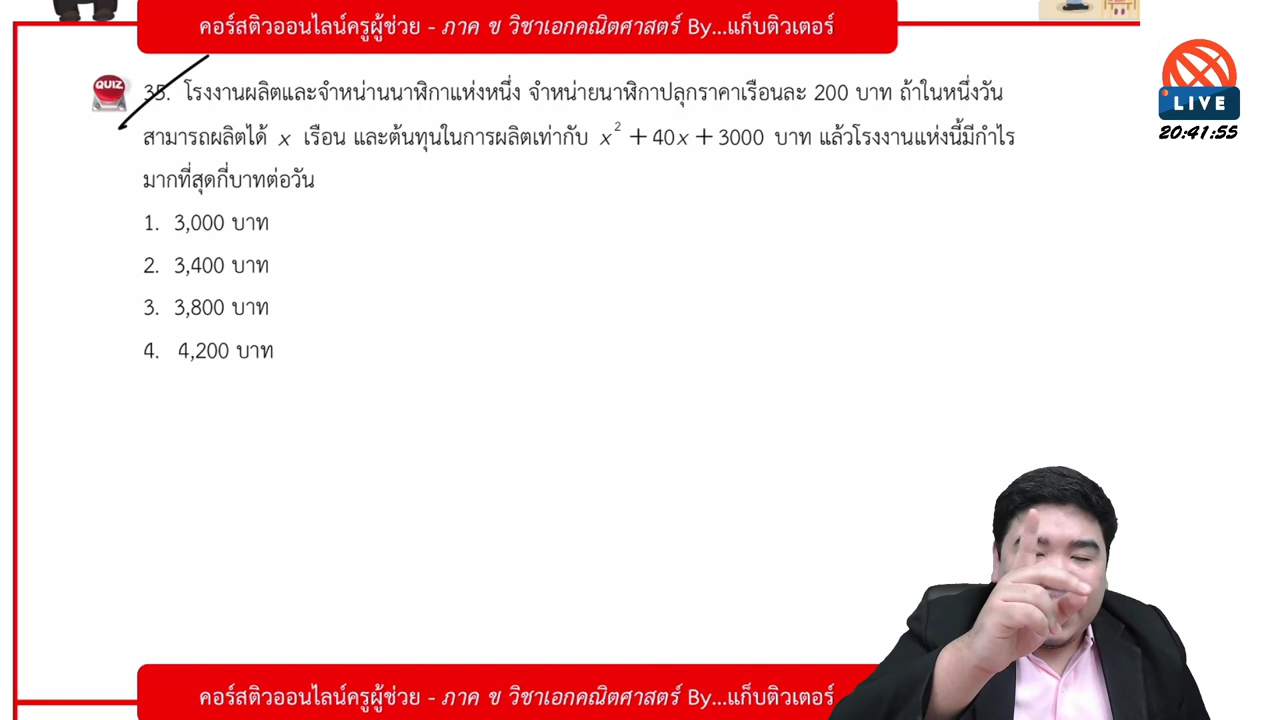 คอร์สติวออนไลน์ครูผู้ช่วย - ภาค ข วิชาเอกคณิตศาสตร์ By...แก็บติวเตอร์
QUIZ
35. โรงงานผลิตและจำหน่านนาฬิกาแห่งหนึ่ง จำหน่ายนาฬิกาปลุกราคาเรือนละ 200 บาท ถ้าในหนึ่งวัน
สามารถผลิตได้ x เรือน และต้นทุนในการผลิตเท่ากับ x² + 40x + 3000 บาท แล้วโรงงานแห่งนี้มีกำไร
มากที่สุดกี่บาทต่อวัน
1. 3,000 บาท
2. 3,400 บาท
3. 3,800 บาท
4. 4,200 บาท
LIVE
20:41:55
คอร์สติวออนไลน์ครูผู้ช่วย - ภาค ข วิชาเอกคณิตศาสตร์ By...แก็บติวเตอร์